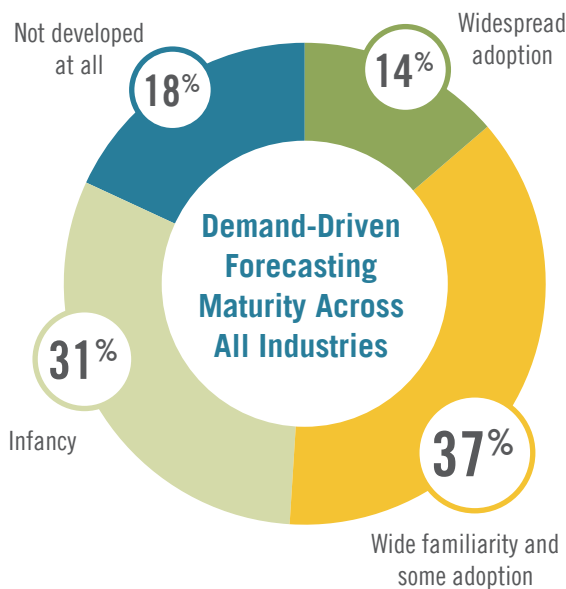 Not developed
at all
18%
Widespread
adoption
14%
Demand-Driven
Forecasting
Maturity Across
All Industries
31%
Infancy
37%
Wide familiarity and
some adoption